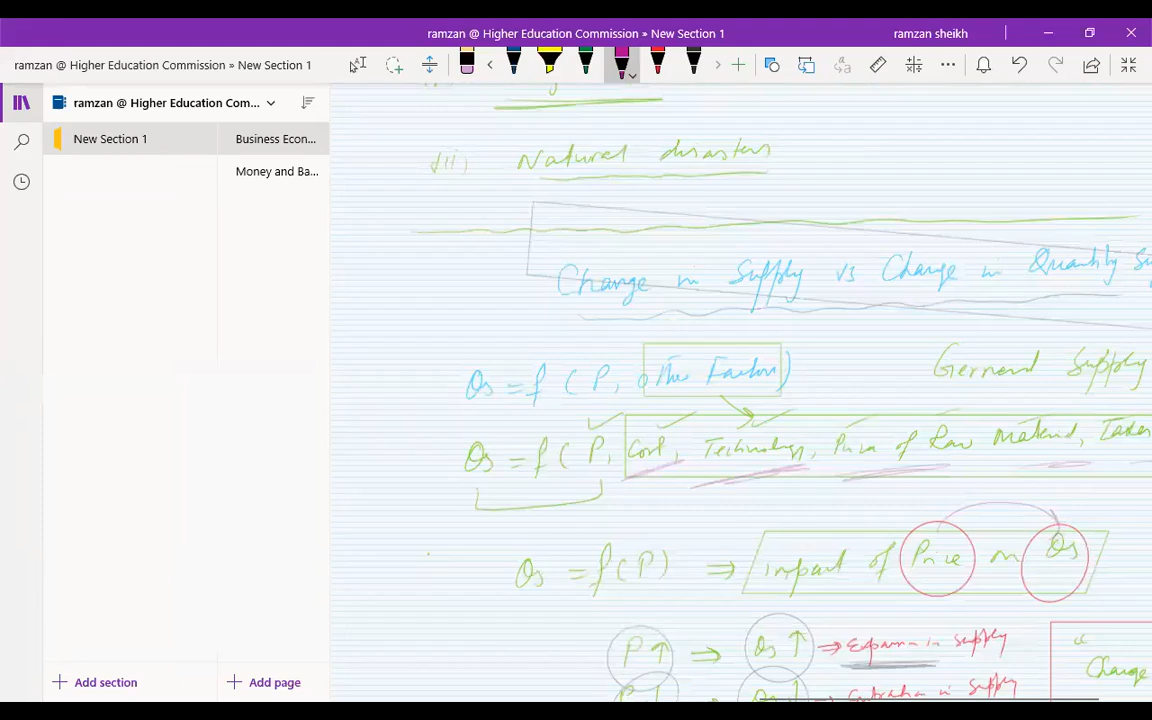 ramzan @ Higher Education Commission » New Section 1
ramzan sheikh
ramzan @ Higher Education Commission » New Section 1
ramzan @ Higher Education Com...
New Section 1
Business Econ...
Money and Ba...
Natural disasters
Change in Supply vs Change in Quantity Su
Qs = f (P, other Factors)
General Supply
Qs = f ( P, Cost, Technology, Price of Raw Material, Taxes
Qs = f(P) ⇒ impact of Price on Qs
P↑ ⇒ Qs↑ → Expansion in Supply
Contraction in Supply
Change
Add section
Add page